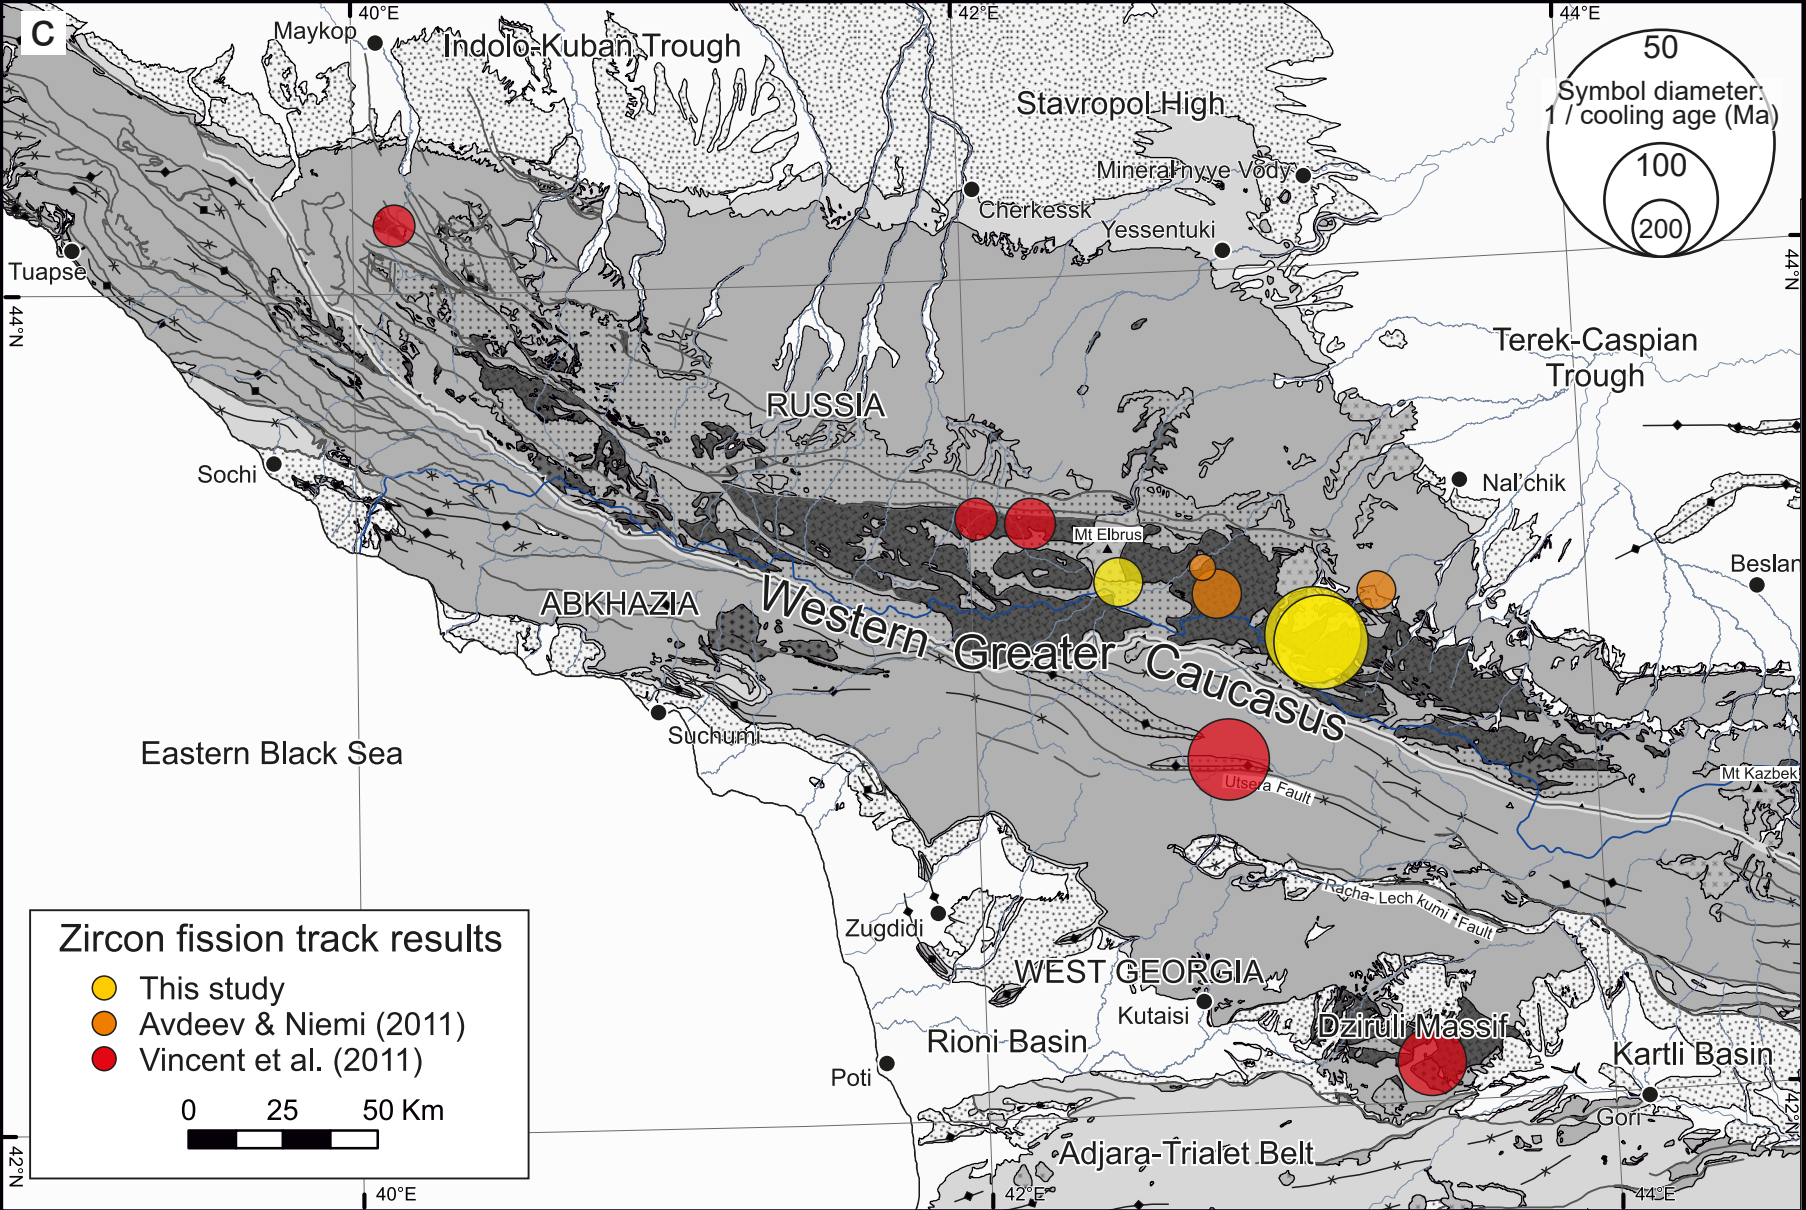 C
40°E
42°E
44°E
Maykop
Indolo-Kuban Trough
Stavropol High
50
Symbol diameter:
1 / cooling age (Ma)
100
200
Mineral'nyye Vody
Cherkessk
Yessentuki
Tuapse
44°N
44°N
Terek-Caspian
Trough
RUSSIA
Sochi
Nal'chik
Mt Elbrus
Beslan
ABKHAZIA
Western Greater Caucasus
Suchumi
Eastern Black Sea
Mt Kazbek
Utsera Fault
Racha- Lech kumi Fault
Zugdidi
WEST GEORGIA
Kutaisi
Dziruli Massif
Rioni Basin
Kartli Basin
Poti
Gori
Adjara-Trialet Belt
Zircon fission track results
This study
Avdeev & Niemi (2011)
Vincent et al. (2011)
0 25 50 Km
42°N
42°N
40°E
42°E
44°E